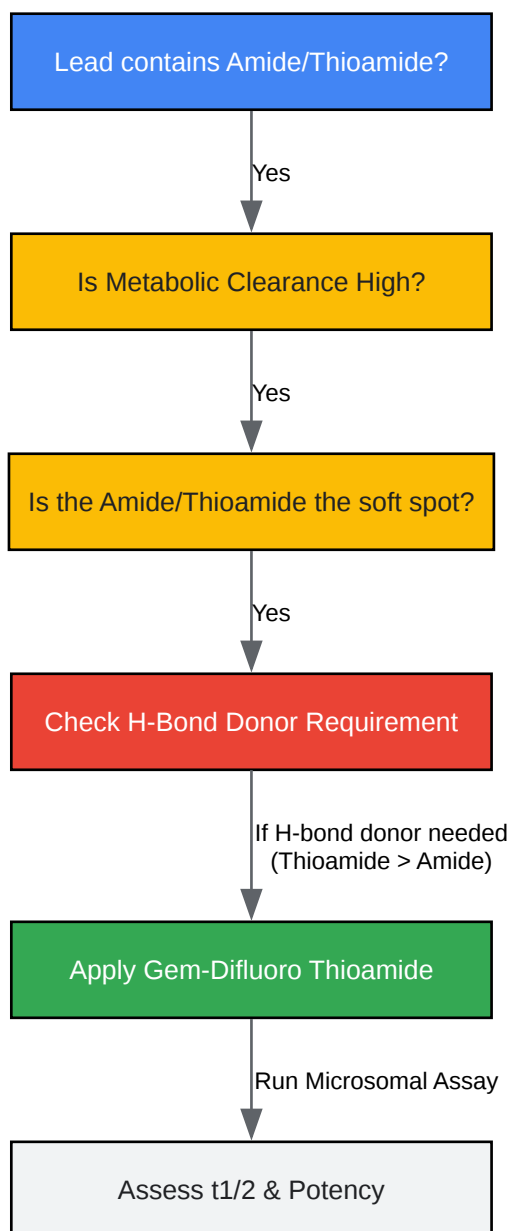 Lead contains Amide/Thioamide?
Yes
Is Metabolic Clearance High?
Yes
Is the Amide/Thioamide the soft spot?
Yes
Check H-Bond Donor Requirement
If H-bond donor needed
(Thioamide > Amide)
Apply Gem-Difluoro Thioamide
Run Microsomal Assay
Assess t1/2 & Potency